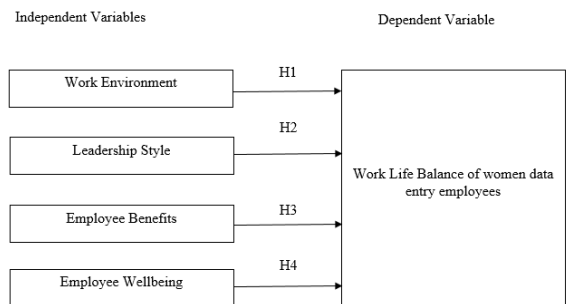 Independent Variables
Dependent Variable
Work Environment
H1
Leadership Style
H2
Employee Benefits
H3
Employee Wellbeing
H4
Work Life Balance of women data
entry employees